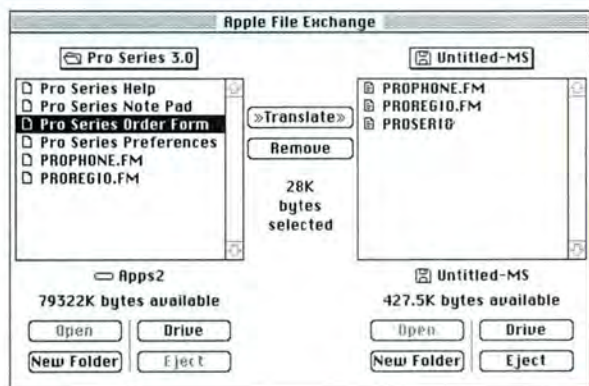 Apple File Exchange
Pro Series 3.0
Pro Series Help
Pro Series Note Pad
Pro Series Order Form
Pro Series Preferences
PROPHONE.FM
PROREGIO.FM
»Translate»
Remove
28K
bytes
selected
Untitled-MS
PROPHONE.FM
PROREGIO.FM
PROSERI&
Apps2
79322K bytes available
Open
Drive
New Folder
Eject
Untitled-MS
427.5K bytes available
Open
Drive
New Folder
Eject